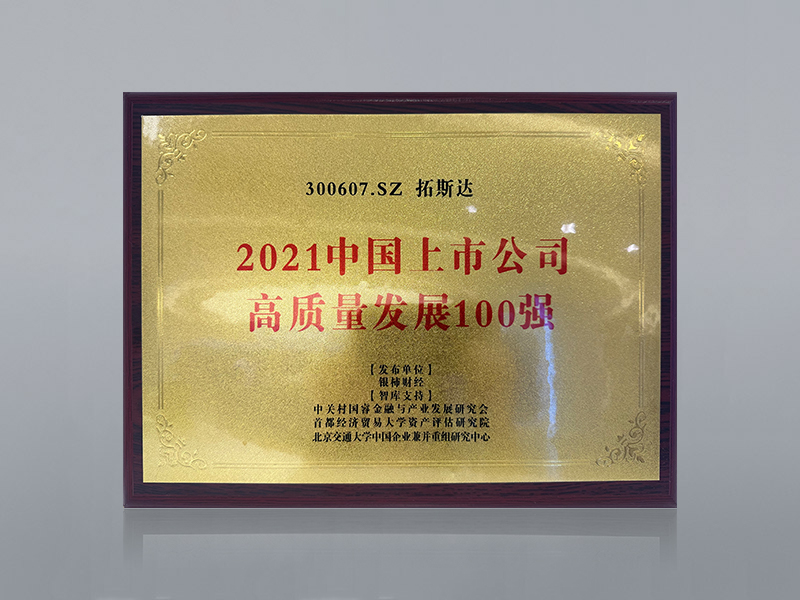 300607.SZ 拓斯达
2021中国上市公司
高质量发展100强
【发布单位】
银柿财经
【智库支持】
中关村国睿金融与产业发展研究会
首都经济贸易大学资产评估研究院
北京交通大学中国企业兼并重组研究中心